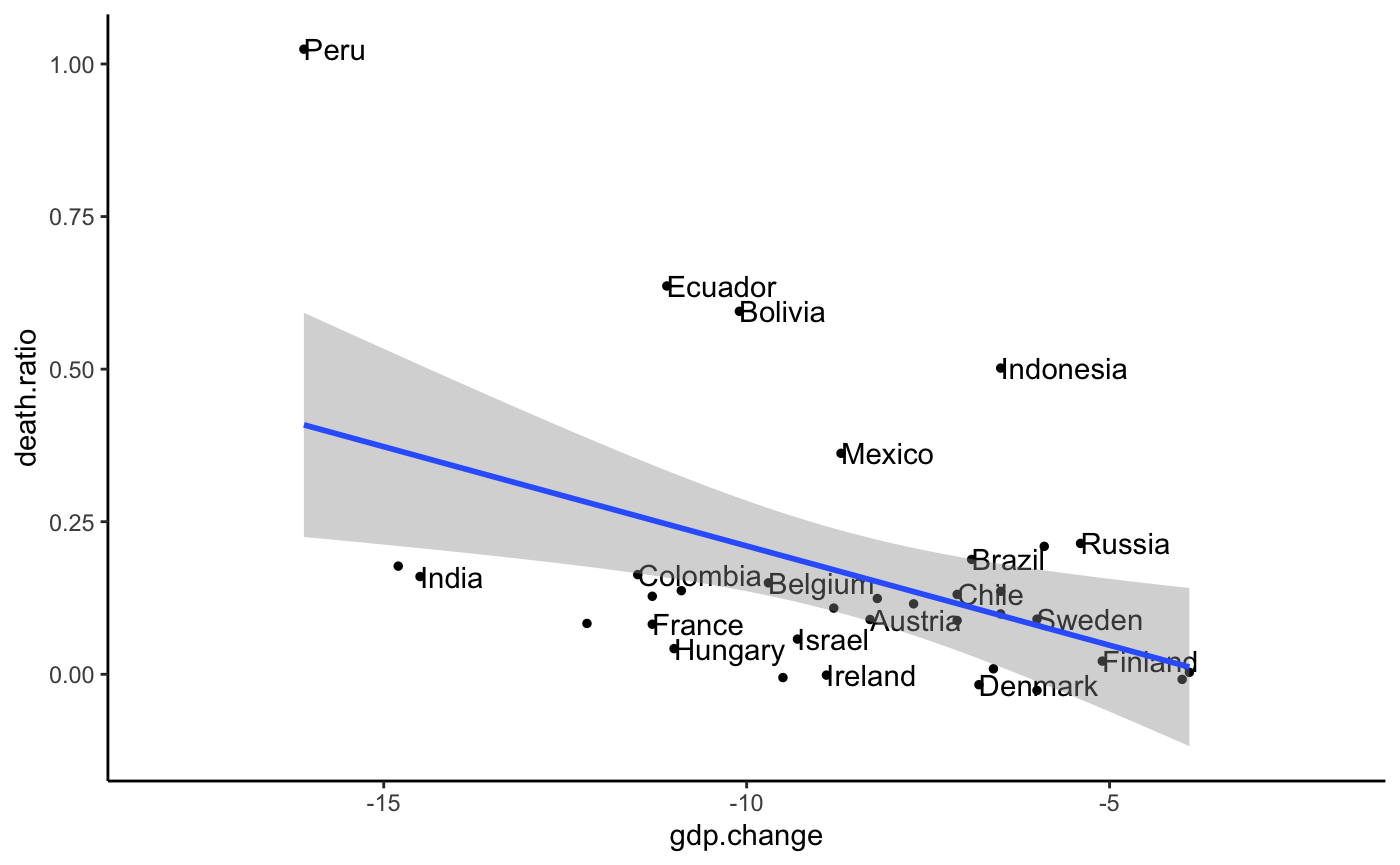 Peru
1.00
0.75
Ecuador
Bolivia
0.50
Indonesia
Mexico
0.25
Russia
Brazil
India
Colombia
Belgium
Chile
France
Austria
Sweden
Hungary
Israel
Finland
0.00
Ireland
Denmark
death.ratio
-15
-10
-5
gdp.change